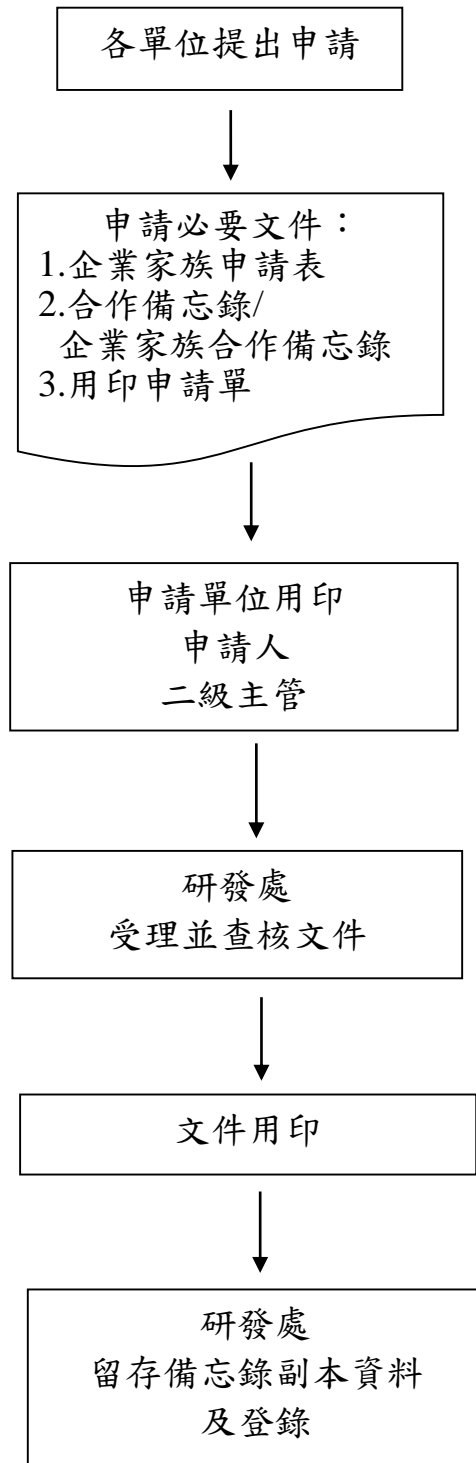 各單位提出申請
申請必要文件：
1.企業家族申請表
2.合作備忘錄/
企業家族合作備忘錄
3.用印申請單
申請單位用印
申請人
二級主管
研發處
受理並查核文件
文件用印
研發處
留存備忘錄副本資料
及登錄